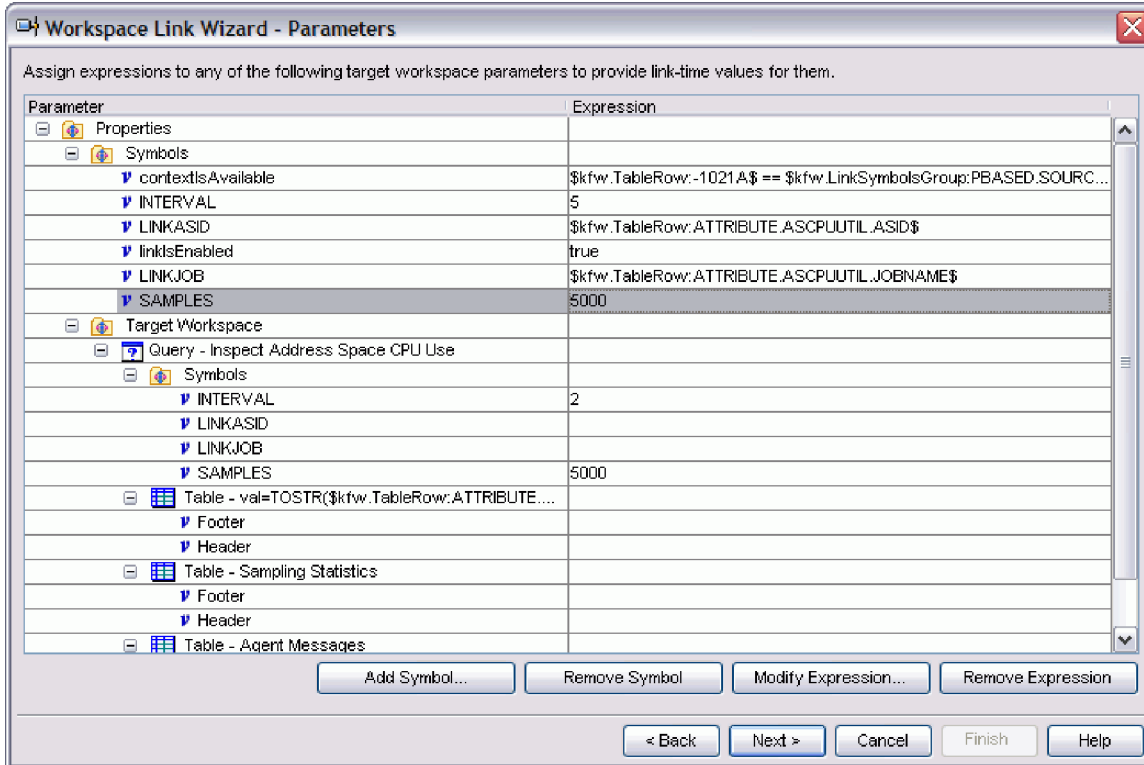 Workspace Link Wizard - Parameters
Assign expressions to any of the following target workspace parameters to provide link-time values for them.
Parameter Expression
Properties
Symbols
contextIsAvailable $kfw.TableRow:-1021A$ == $kfw.LinkSymbolsGroup:PBASED.SOURC...
INTERVAL 5
LINKASID $kfw.TableRow:ATTRIBUTE.ASCPUUTIL.ASID$
linkIsEnabled true
LINKJOB $kfw.TableRow:ATTRIBUTE.ASCPUUTIL.JOBNAME$
SAMPLES 5000
Target Workspace
Query - Inspect Address Space CPU Use
Symbols
INTERVAL 2
LINKASID
LINKJOB
SAMPLES 5000
Table - val=TOSTR($kfw.TableRow:ATTRIBUTE....
Footer
Header
Table - Sampling Statistics
Footer
Header
Table - Agent Messages
Add Symbol... Remove Symbol Modify Expression... Remove Expression
< Back Next > Cancel Finish Help